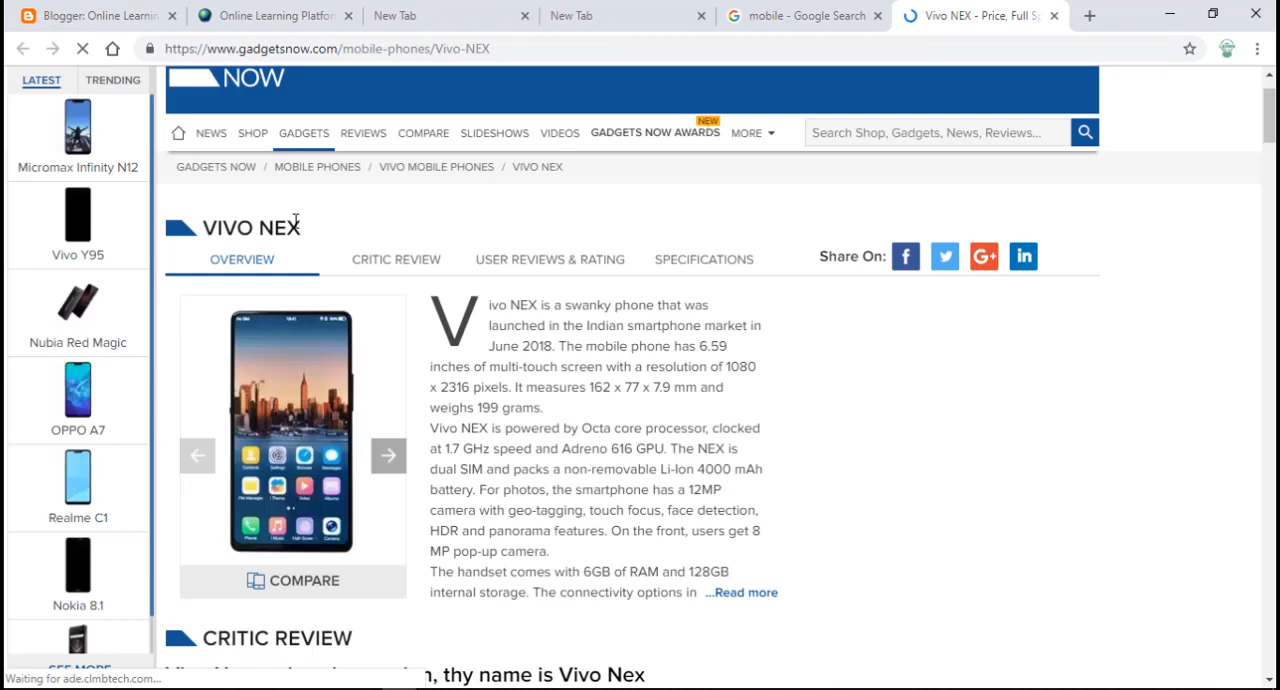 Blogger: Online Learnin
Online Learning Platfor
New Tab
New Tab
mobile - Google Search
Vivo NEX - Price, Full Sp
https://www.gadgetsnow.com/mobile-phones/Vivo-NEX
LATEST
TRENDING
Micromax Infinity N12
Vivo Y95
Nubia Red Magic
OPPO A7
Realme C1
Nokia 8.1
SEE MORE
NOW
NEWS SHOP GADGETS REVIEWS COMPARE SLIDESHOWS VIDEOS GADGETS NOW AWARDS NEW MORE
Search Shop, Gadgets, News, Reviews...
GADGETS NOW / MOBILE PHONES / VIVO MOBILE PHONES / VIVO NEX
VIVO NEX
OVERVIEW CRITIC REVIEW USER REVIEWS & RATING SPECIFICATIONS
Share On: f G+ in
COMPARE
Vivo NEX is a swanky phone that was
launched in the Indian smartphone market in
June 2018. The mobile phone has 6.59
inches of multi-touch screen with a resolution of 1080
x 2316 pixels. It measures 162 x 77 x 7.9 mm and
weighs 199 grams.
Vivo NEX is powered by Octa core processor, clocked
at 1.7 GHz speed and Adreno 616 GPU. The NEX is
dual SIM and packs a non-removable Li-Ion 4000 mAh
battery. For photos, the smartphone has a 12MP
camera with geo-tagging, touch focus, face detection,
HDR and panorama features. On the front, users get 8
MP pop-up camera.
The handset comes with 6GB of RAM and 128GB
internal storage. The connectivity options in ...Read more
CRITIC REVIEW
n, thy name is Vivo Nex
Waiting for ade.clmbtech.com...